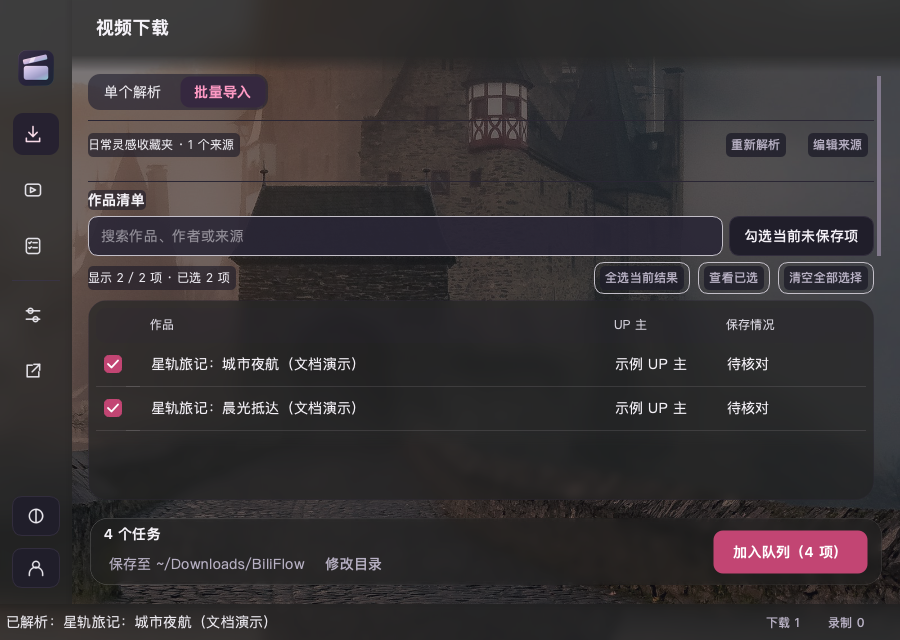 视频下载
单个解析 批量导入
日常灵感收藏夹 · 1 个来源 重新解析 编辑来源
作品清单
搜索作品、作者或来源 勾选当前未保存项
显示 2 / 2 项 · 已选 2 项 全选当前结果 查看已选 清空全部选择
作品 UP 主 保存情况
星轨旅记：城市夜航（文档演示） 示例 UP 主 待核对
星轨旅记：晨光抵达（文档演示） 示例 UP 主 待核对
4 个任务
保存至 ~/Downloads/BiliFlow 修改目录 加入队列（4 项）
已解析：星轨旅记：城市夜航（文档演示） 下载 1 录制 0